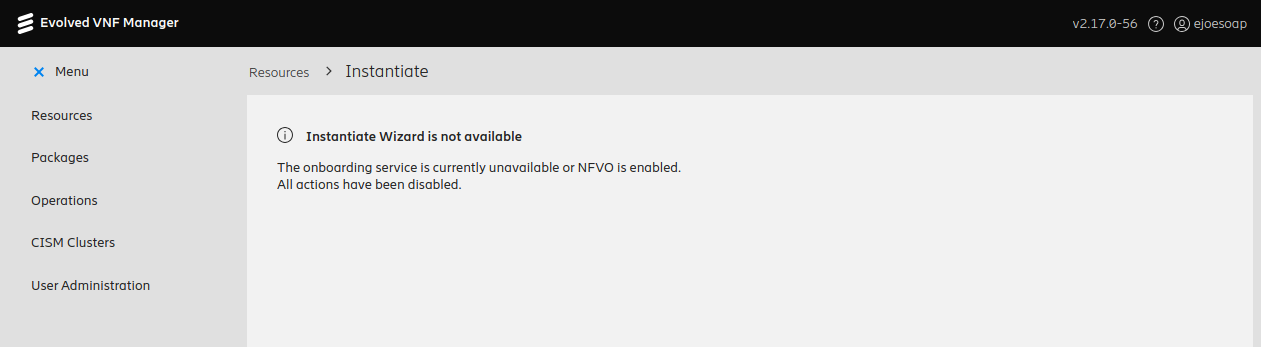 Evolved VNF Manager
v2.17.0-56
ejoesoap
Menu
Resources
Packages
Operations
CISM Clusters
User Administration
Resources > Instantiate
Instantiate Wizard is not available
The onboarding service is currently unavailable or NFVO is enabled.
All actions have been disabled.